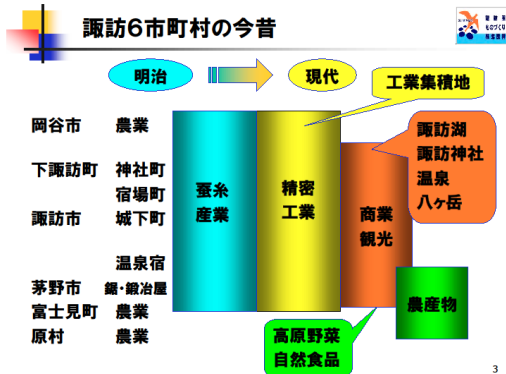 諏訪6市町村の今昔
明治
現代
工業集積地
岡谷市 農業
下諏訪町 神社町
宿場町
諏訪市 城下町
温泉宿
茅野市 鋸・鍛冶屋
富士見町 農業
原村 農業
蚕糸
産業
精密
工業
商業
観光
諏訪湖
諏訪神社
温泉
八ヶ岳
農産物
高原野菜
自然食品
3